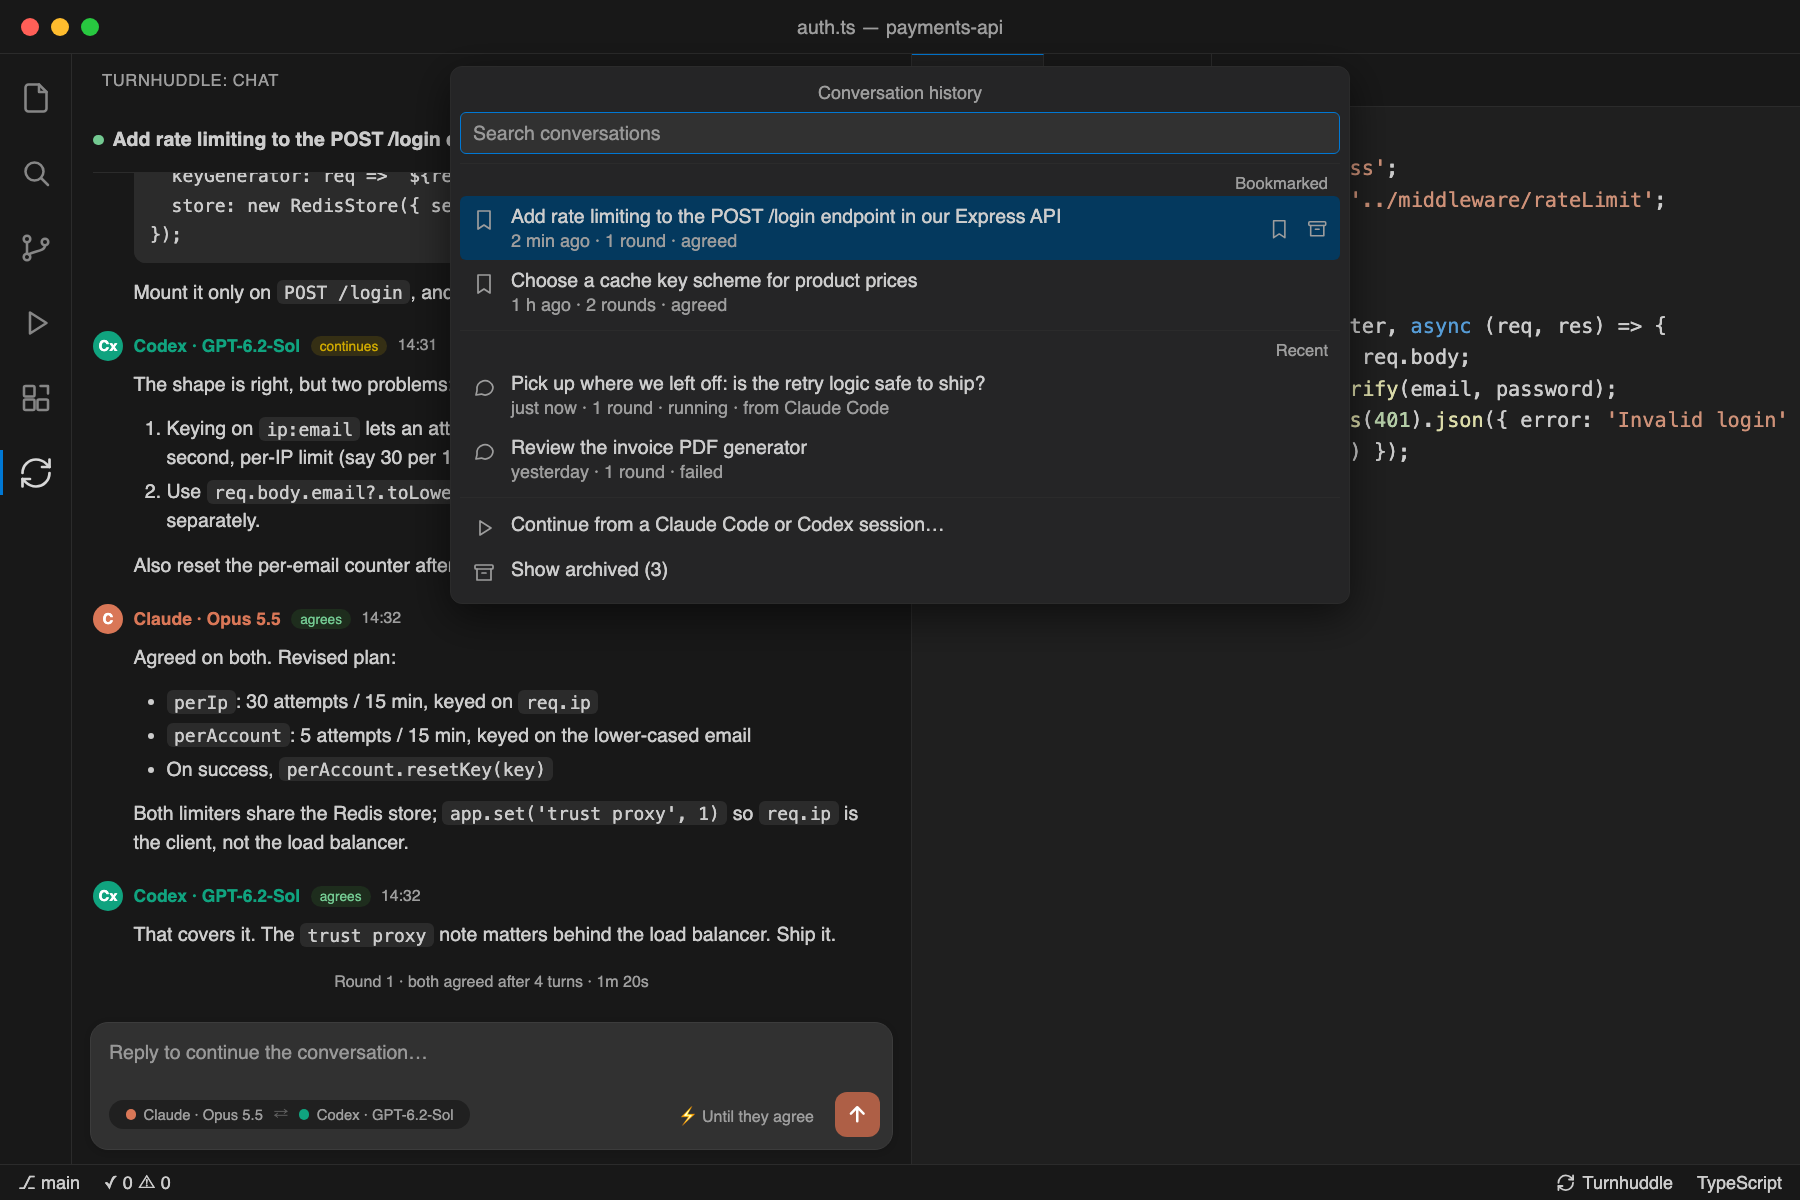 auth.ts — payments-api
TURNHUDDLE: CHAT
Add rate limiting to the POST /login
keyGenerator: req => `${re
store: new RedisStore({ se
});
Mount it only on POST /login, and
Cx Codex · GPT-6.2-Sol continues 14:31
The shape is right, but two problems:
1. Keying on ip:email lets an att
second, per-IP limit (say 30 per 1
2. Use req.body.email?.toLowe
separately.
Also reset the per-email counter after
C Claude · Opus 5.5 agrees 14:32
Agreed on both. Revised plan:
• perIp: 30 attempts / 15 min, keyed on req.ip
• perAccount: 5 attempts / 15 min, keyed on the lower-cased email
• On success, perAccount.resetKey(key)
Both limiters share the Redis store; app.set('trust proxy', 1) so req.ip is
the client, not the load balancer.
Cx Codex · GPT-6.2-Sol agrees 14:32
That covers it. The trust proxy note matters behind the load balancer. Ship it.
Round 1 · both agreed after 4 turns · 1m 20s
Reply to continue the conversation…
Claude · Opus 5.5 ⇄ Codex · GPT-6.2-Sol
⚡ Until they agree
Conversation history
Search conversations
Bookmarked
Add rate limiting to the POST /login endpoint in our Express API
2 min ago · 1 round · agreed
Choose a cache key scheme for product prices
1 h ago · 2 rounds · agreed
Recent
Pick up where we left off: is the retry logic safe to ship?
just now · 1 round · running · from Claude Code
Review the invoice PDF generator
yesterday · 1 round · failed
Continue from a Claude Code or Codex session…
Show archived (3)
ss';
'../middleware/rateLimit';
ter, async (req, res) => {
req.body;
rify(email, password);
s(401).json({ error: 'Invalid login'
) });
main
✓ 0 ⚠ 0
Turnhuddle
TypeScript